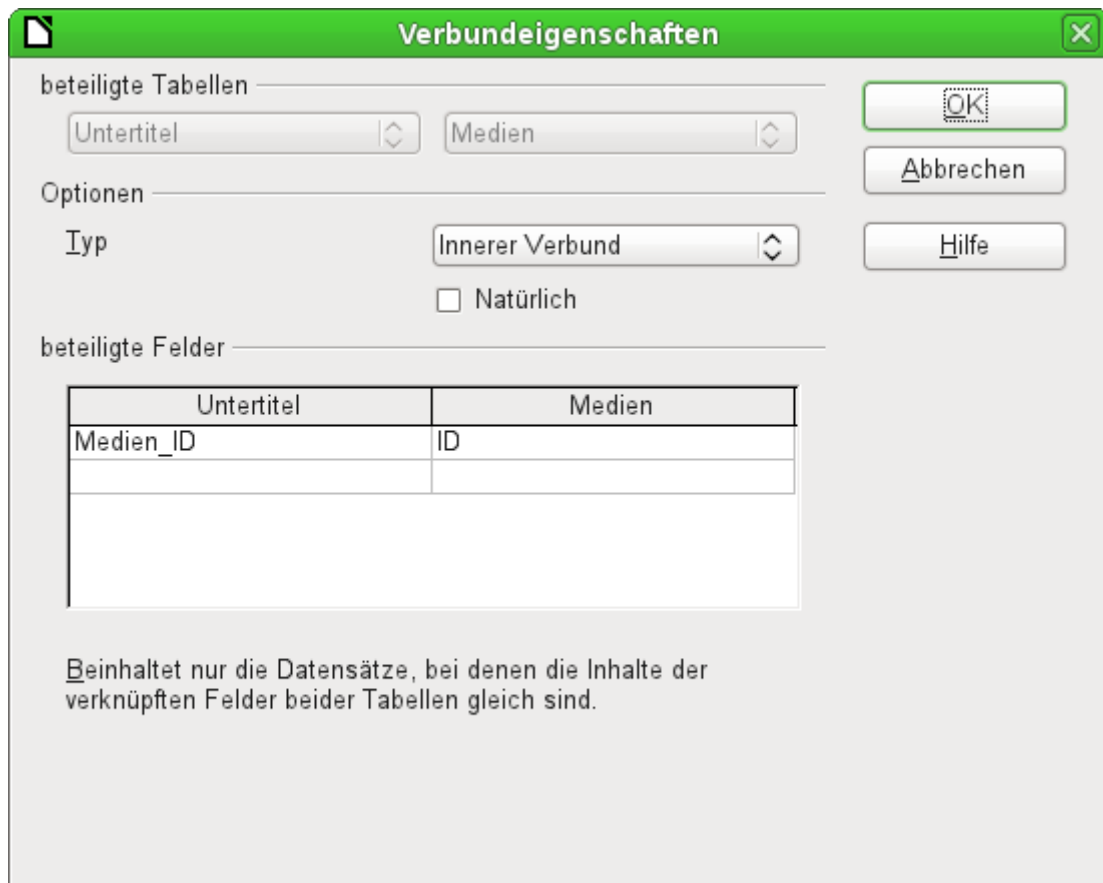 Verbundeigenschaften
beteiligte Tabellen
Untertitel Medien
OK
Abbrechen
Optionen
Typ Innerer Verbund
Hilfe
Natürlich
beteiligte Felder
Untertitel Medien
Medien_ID ID
Beinhaltet nur die Datensätze, bei denen die Inhalte der
verknüpften Felder beider Tabellen gleich sind.